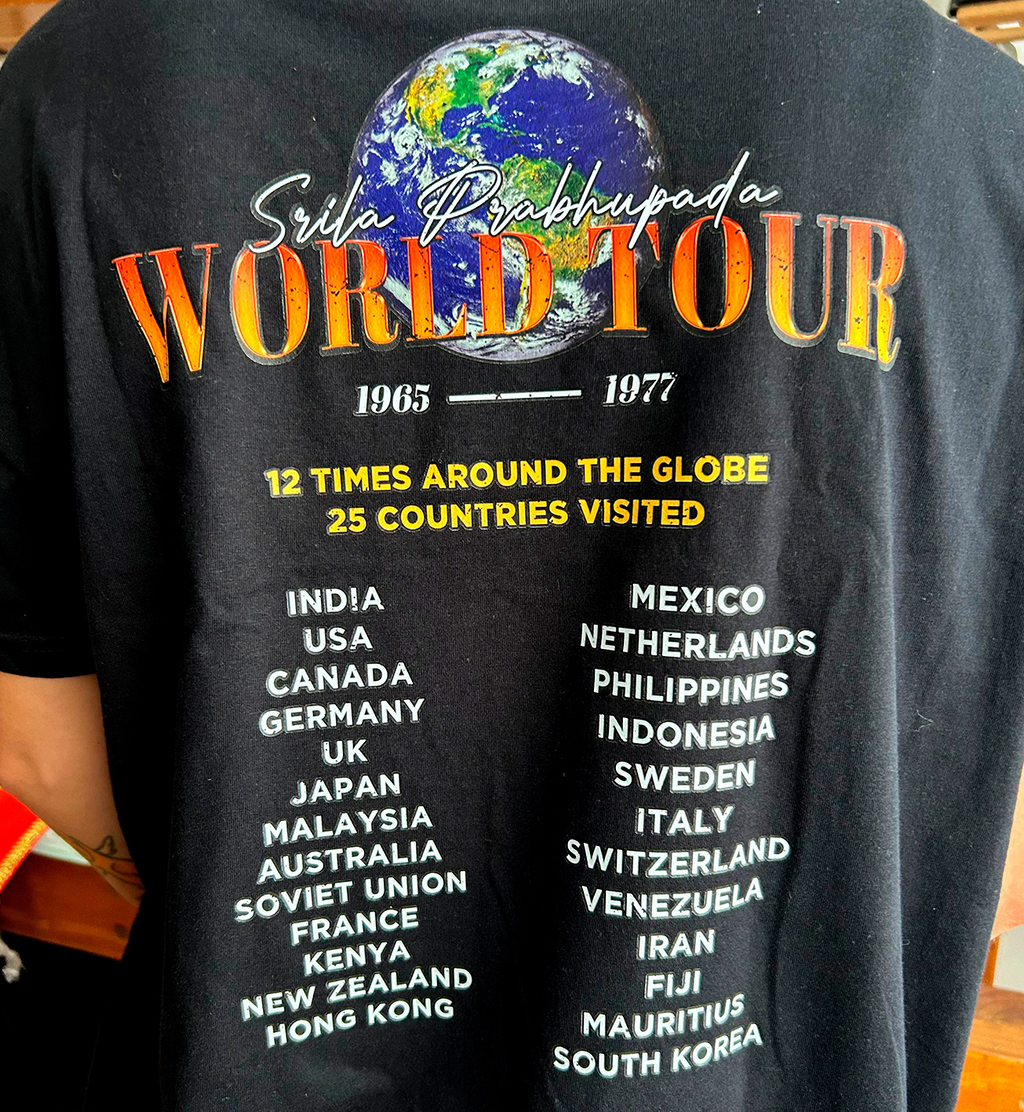 Srila Prabhupada
WORLD TOUR
1965 — 1977
12 TIMES AROUND THE GLOBE
25 COUNTRIES VISITED
INDIA
USA
CANADA
GERMANY
UK
JAPAN
MALAYSIA
AUSTRALIA
SOVIET UNION
FRANCE
KENYA
NEW ZEALAND
HONG KONG
MEXICO
NETHERLANDS
PHILIPPINES
INDONESIA
SWEDEN
ITALY
SWITZERLAND
VENEZUELA
IRAN
FIJI
MAURITIUS
SOUTH KOREA